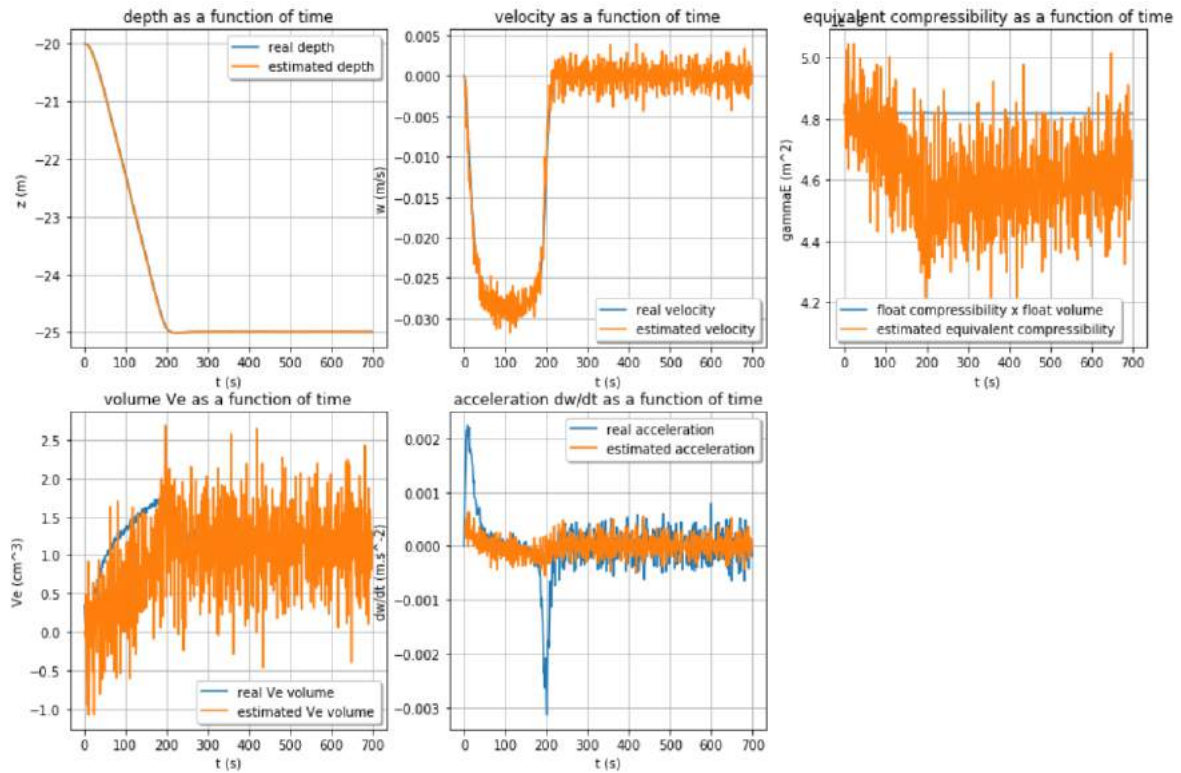 depth as a function of time
−20
−21
−22
−23
−24
−25
z (m)
real depth
estimated depth
0 100 200 300 400 500 600 700
t (s)
velocity as a function of time
0.005
0.000
−0.005
−0.010
−0.015
−0.020
−0.025
−0.030
w (m/s)
real velocity
estimated velocity
0 100 200 300 400 500 600 700
t (s)
equivalent compressibility as a function of time
5.0
4.8
4.6
4.4
4.2
gammaE (m^2)
float compressibility x float volume
estimated equivalent compressibility
0 100 200 300 400 500 600 700
t (s)
volume Ve as a function of time
2.5
2.0
1.5
1.0
0.5
0.0
−0.5
−1.0
Ve (cm^3)
real Ve volume
estimated Ve volume
0 100 200 300 400 500 600 700
t (s)
acceleration dw/dt as a function of time
0.002
0.001
0.000
−0.001
−0.002
−0.003
dw/dt (m.s^-2)
real acceleration
estimated acceleration
0 100 200 300 400 500 600 700
t (s)